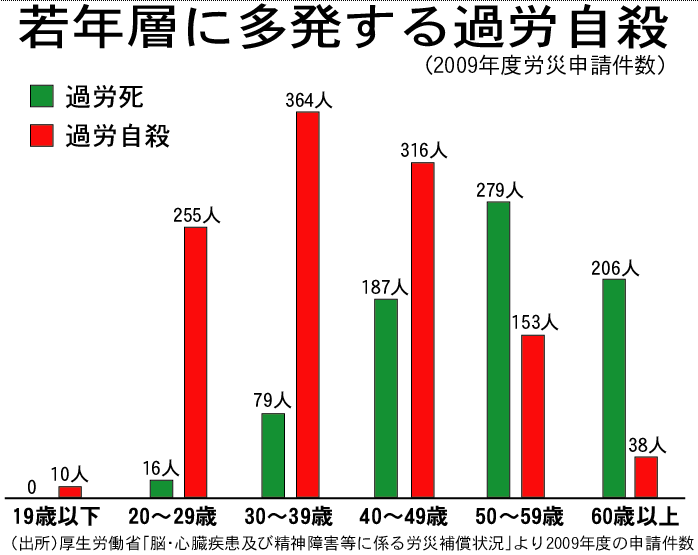 若年層に多発する過労自殺
（2009年度労災申請件数）
過労死
過労自殺
0
10人
16人
255人
79人
364人
187人
316人
279人
153人
206人
38人
19歳以下 20〜29歳 30〜39歳 40〜49歳 50〜59歳 60歳以上
（出所）厚生労働省「脳・心臓疾患及び精神障害等に係る労災補償状況」より2009年度の申請件数